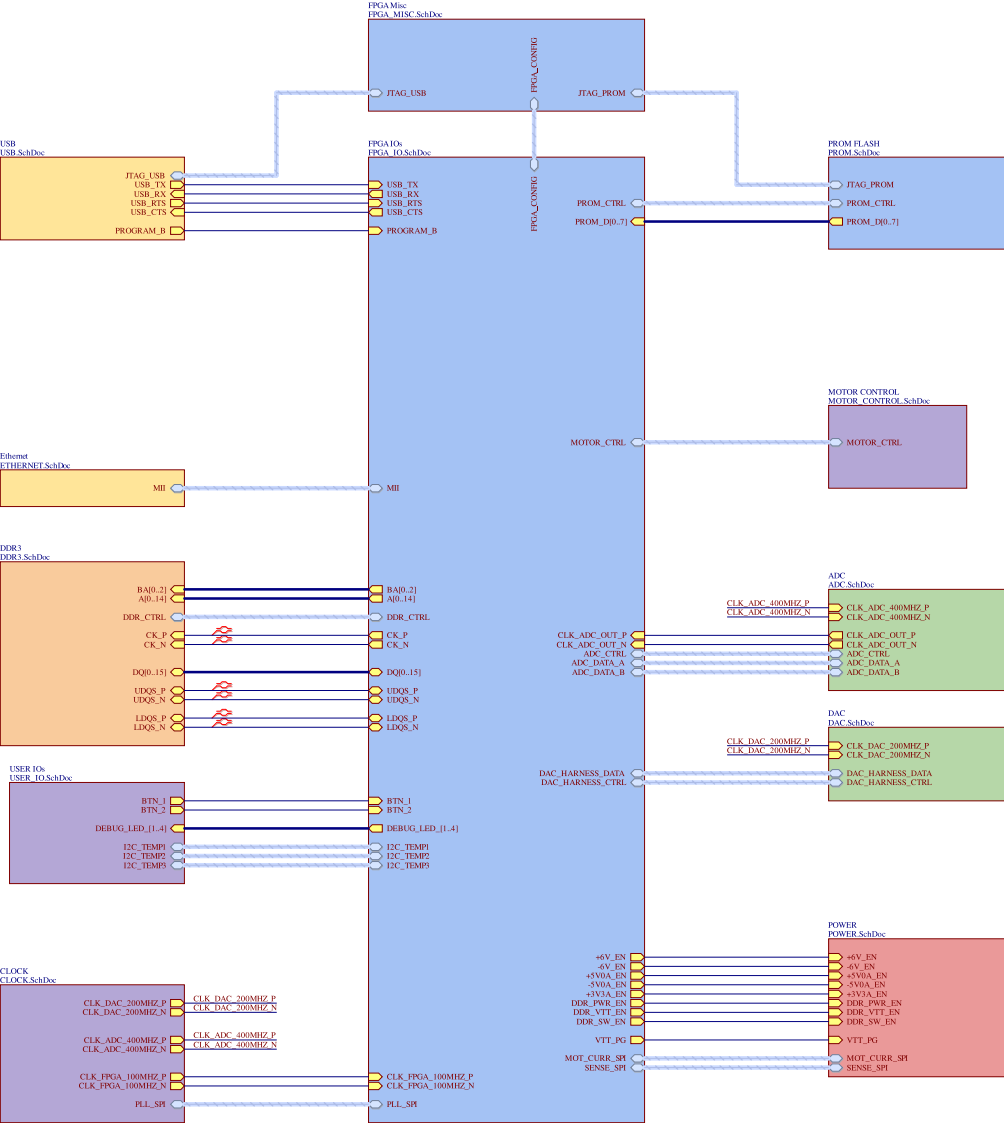 FPGA Misc
FPGA_MISC.SchDoc
FPGA_CONFIG
JTAG_USB
JTAG_PROM
USB
USB.SchDoc
JTAG_USB
USB_TX
USB_RX
USB_RTS
USB_CTS
PROGRAM_B
FPGA IOs
FPGA_IO.SchDoc
USB_TX
USB_RX
USB_RTS
USB_CTS
PROGRAM_B
FPGA_CONFIG
PROM_CTRL
PROM_D[0..7]
PROM FLASH
PROM.SchDoc
JTAG_PROM
PROM_CTRL
PROM_D[0..7]
MOTOR CONTROL
MOTOR_CONTROL.SchDoc
MOTOR_CTRL
MOTOR_CTRL
Ethernet
ETHERNET.SchDoc
MII
MII
DDR3
DDR3.SchDoc
BA[0..2]
A[0..14]
DDR_CTRL
CK_P
CK_N
DQ[0..15]
UDQS_P
UDQS_N
LDQS_P
LDQS_N
BA[0..2]
A[0..14]
DDR_CTRL
CK_P
CK_N
DQ[0..15]
UDQS_P
UDQS_N
LDQS_P
LDQS_N
CLK_ADC_OUT_P
CLK_ADC_OUT_N
ADC_CTRL
ADC_DATA_A
ADC_DATA_B
ADC
ADC.SchDoc
CLK_ADC_400MHZ_P
CLK_ADC_400MHZ_N
CLK_ADC_400MHZ_P
CLK_ADC_400MHZ_N
CLK_ADC_OUT_P
CLK_ADC_OUT_N
ADC_CTRL
ADC_DATA_A
ADC_DATA_B
DAC
DAC.SchDoc
CLK_DAC_200MHZ_P
CLK_DAC_200MHZ_N
CLK_DAC_200MHZ_P
CLK_DAC_200MHZ_N
DAC_HARNESS_DATA
DAC_HARNESS_CTRL
DAC_HARNESS_DATA
DAC_HARNESS_CTRL
USER IOs
USER_IO.SchDoc
BTN_1
BTN_2
DEBUG_LED_[1..4]
I2C_TEMP1
I2C_TEMP2
I2C_TEMP3
BTN_1
BTN_2
DEBUG_LED_[1..4]
I2C_TEMP1
I2C_TEMP2
I2C_TEMP3
POWER
POWER.SchDoc
+6V_EN
-6V_EN
+5V0A_EN
-5V0A_EN
+3V3A_EN
DDR_PWR_EN
DDR_VTT_EN
DDR_SW_EN
VTT_PG
MOT_CURR_SPI
SENSE_SPI
+6V_EN
-6V_EN
+5V0A_EN
-5V0A_EN
+3V3A_EN
DDR_PWR_EN
DDR_VTT_EN
DDR_SW_EN
VTT_PG
MOT_CURR_SPI
SENSE_SPI
CLOCK
CLOCK.SchDoc
CLK_DAC_200MHZ_P
CLK_DAC_200MHZ_N
CLK_DAC_200MHZ_P
CLK_DAC_200MHZ_N
CLK_ADC_400MHZ_P
CLK_ADC_400MHZ_N
CLK_ADC_400MHZ_P
CLK_ADC_400MHZ_N
CLK_FPGA_100MHZ_P
CLK_FPGA_100MHZ_N
CLK_FPGA_100MHZ_P
CLK_FPGA_100MHZ_N
PLL_SPI
PLL_SPI